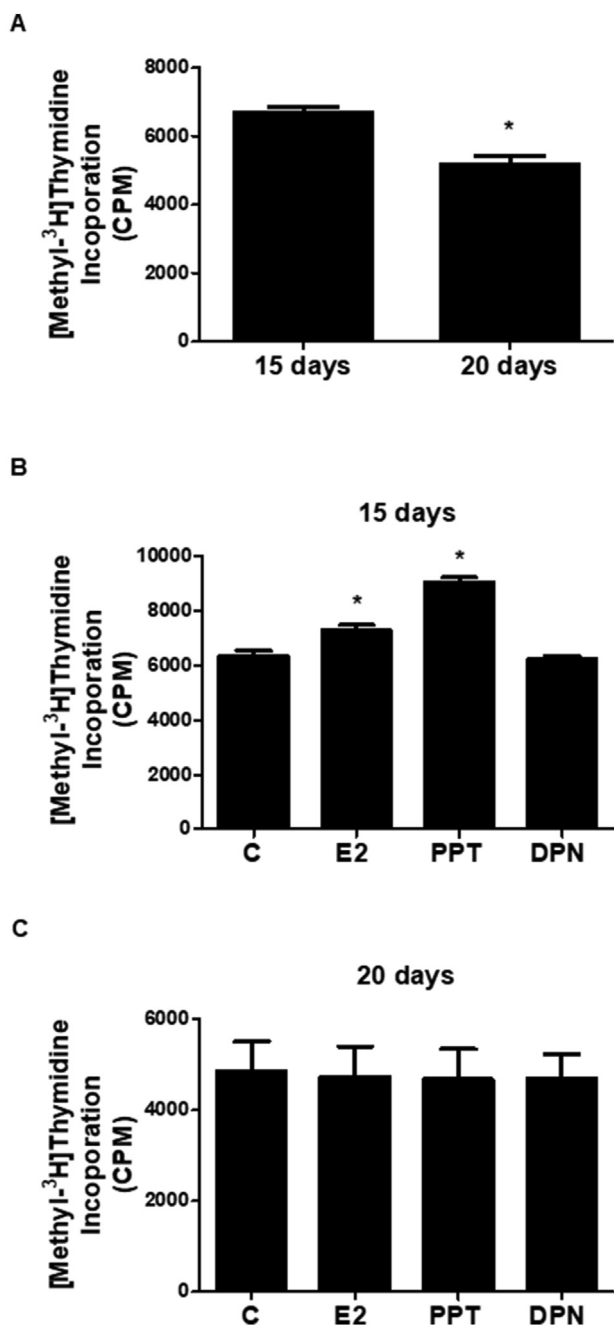 A
[Methyl-³H]Thymidine
Incoporation
(CPM)
8000
6000
4000
2000
0
*
15 days
20 days
B
15 days
[Methyl-³H]Thymidine
Incoporation
(CPM)
10000
8000
6000
4000
2000
0
*
*
C
E2
PPT
DPN
C
20 days
[Methyl-³H]Thymidine
Incoporation
(CPM)
6000
4000
2000
0
C
E2
PPT
DPN